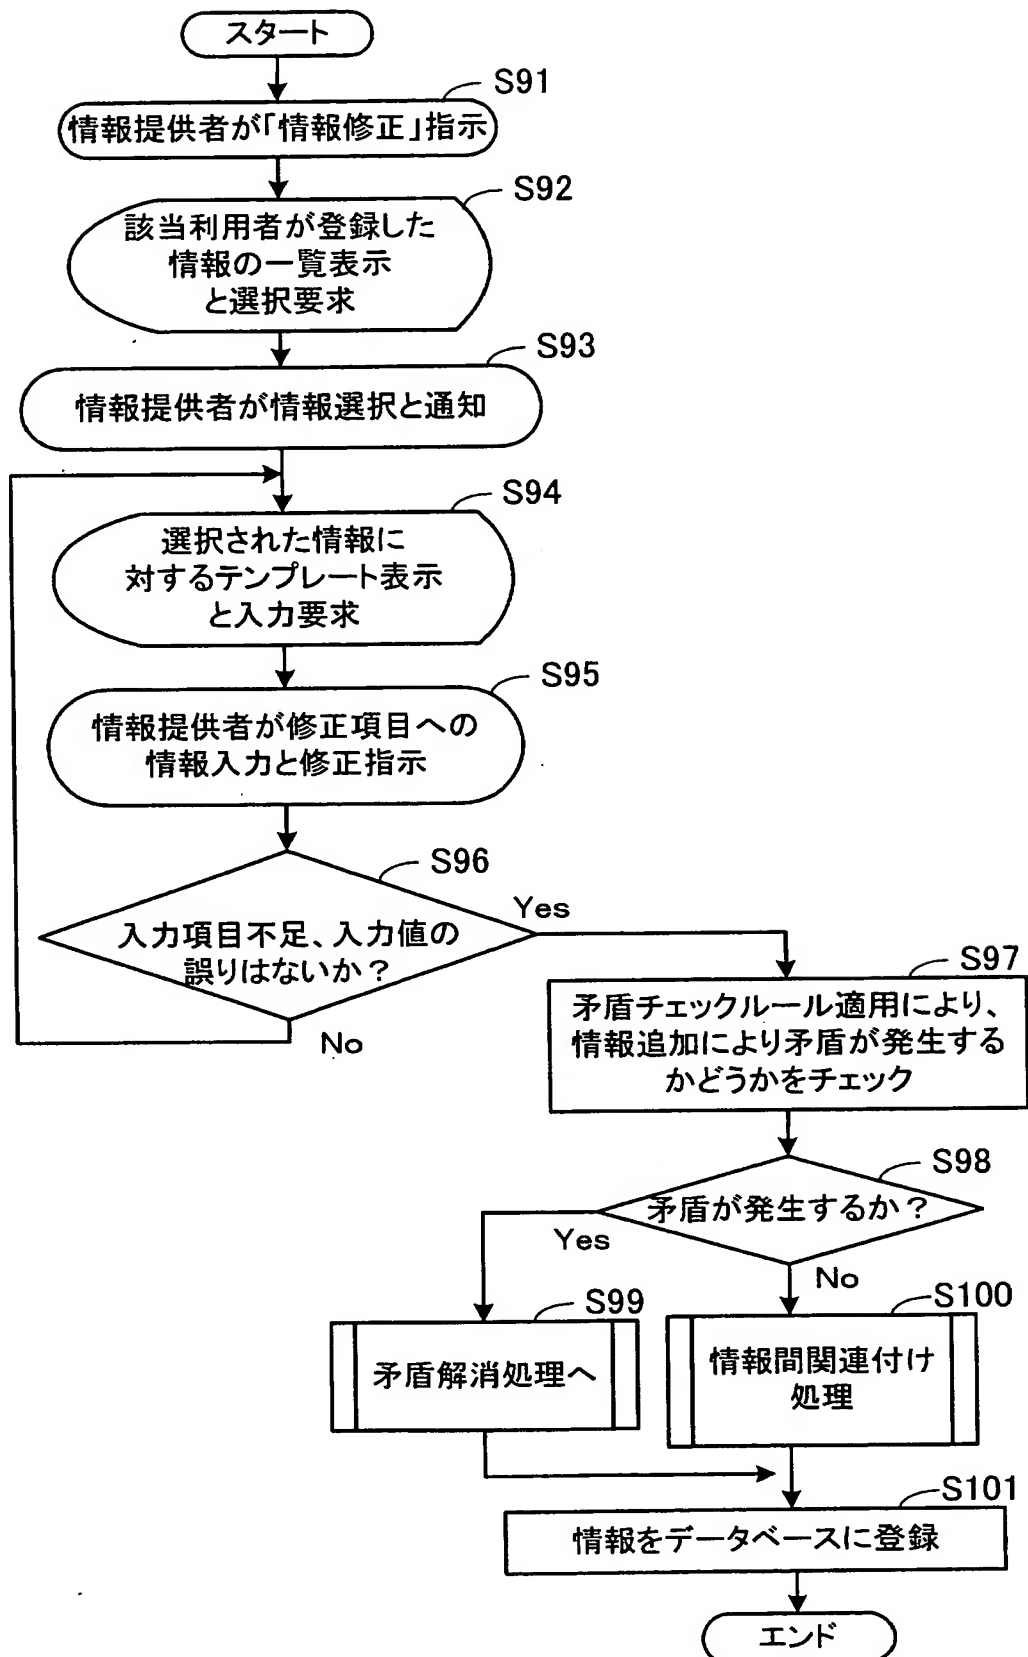 スタート
S91
情報提供者が「情報修正」指示
S92
該当利用者が登録した
情報の一覧表示
と選択要求
S93
情報提供者が情報選択と通知
S94
選択された情報に
対するテンプレート表示
と入力要求
S95
情報提供者が修正項目への
情報入力と修正指示
S96
入力項目不足、入力値の
誤りはないか？
Yes
No
S97
矛盾チェックルール適用により、
情報追加により矛盾が発生する
かどうかをチェック
S98
矛盾が発生するか？
Yes
No
S99
矛盾解消処理へ
S100
情報間関連付け
処理
S101
情報をデータベースに登録
エンド